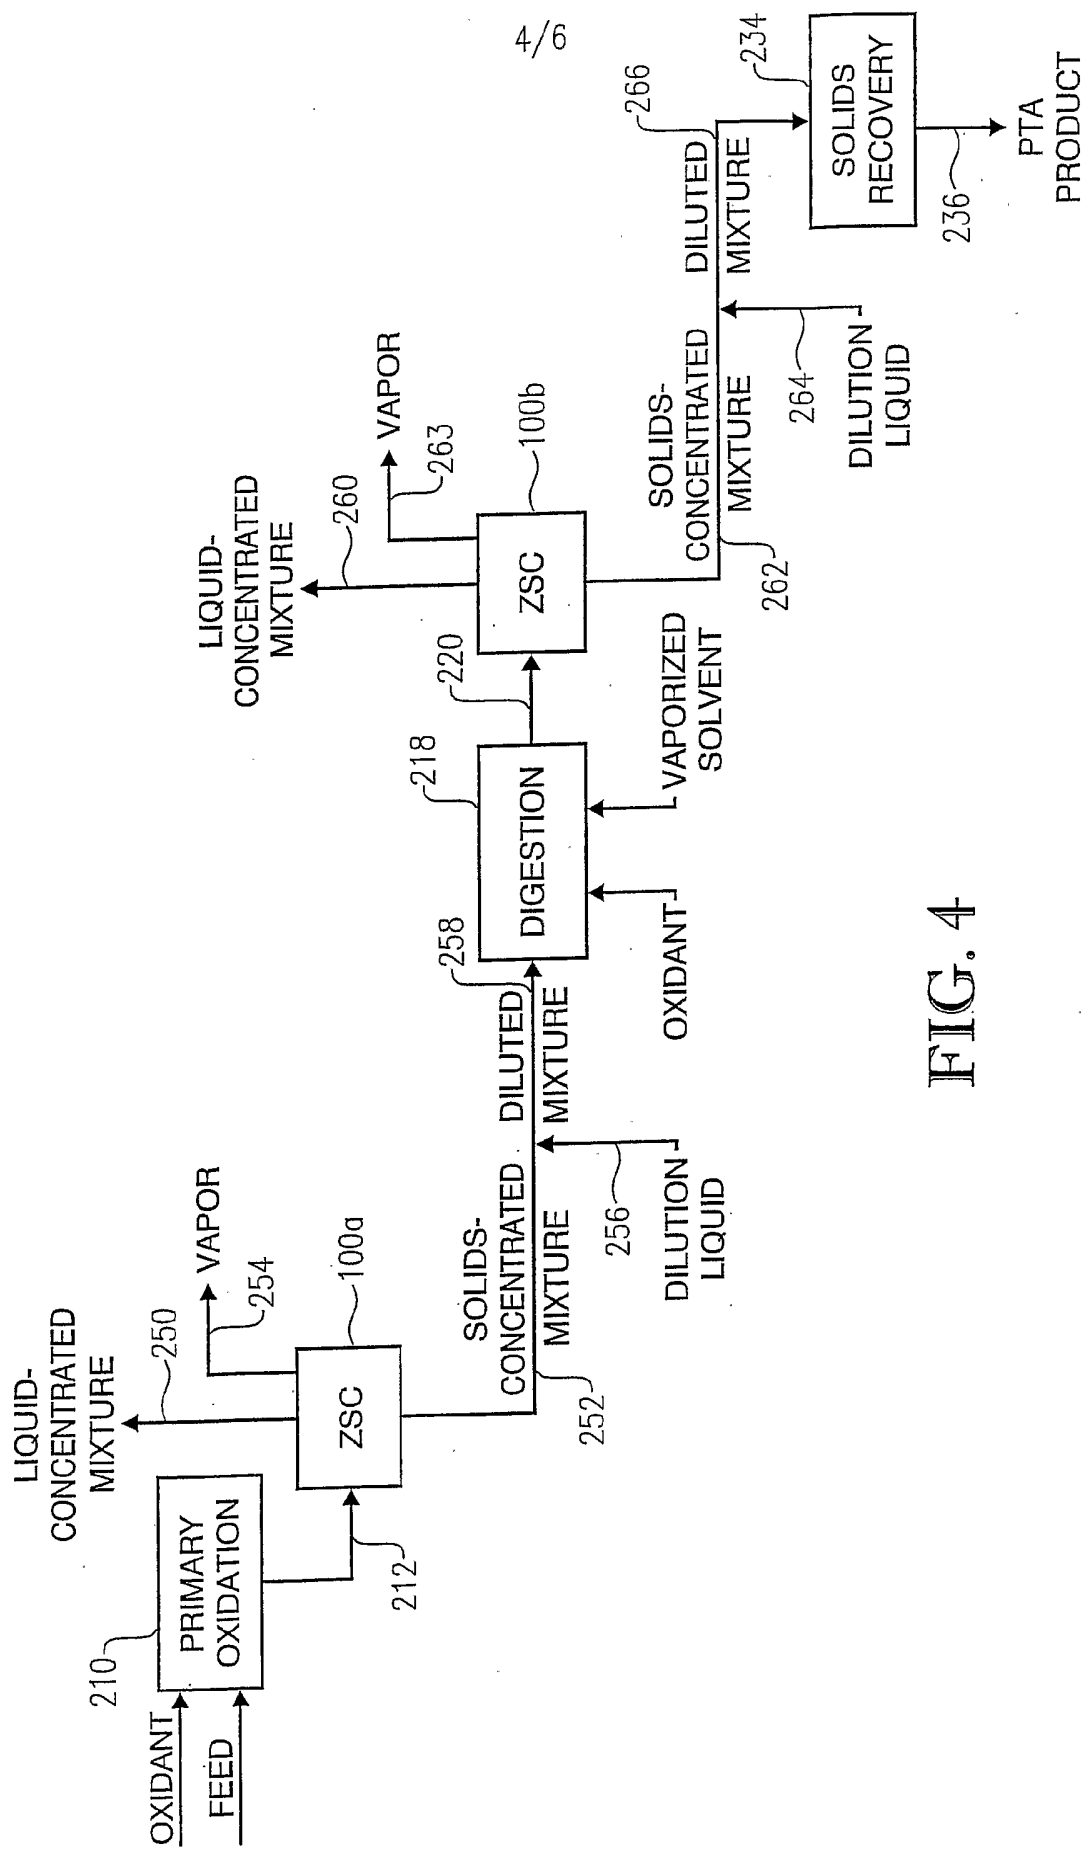 4/6
OXIDANT
FEED
210
PRIMARY
OXIDATION
212
LIQUID-
CONCENTRATED
MIXTURE
250
VAPOR
254
100a
ZSC
SOLIDS-
CONCENTRATED
MIXTURE
252
256
DILUTION
LIQUID
DILUTED
MIXTURE
258
DIGESTION
218
OXIDANT
VAPORIZED
SOLVENT
220
LIQUID-
CONCENTRATED
MIXTURE
260
VAPOR
263
100b
ZSC
SOLIDS-
CONCENTRATED
MIXTURE
262
264
DILUTION
LIQUID
DILUTED
MIXTURE
266
234
SOLIDS
RECOVERY
236
PTA
PRODUCT
FIG. 4